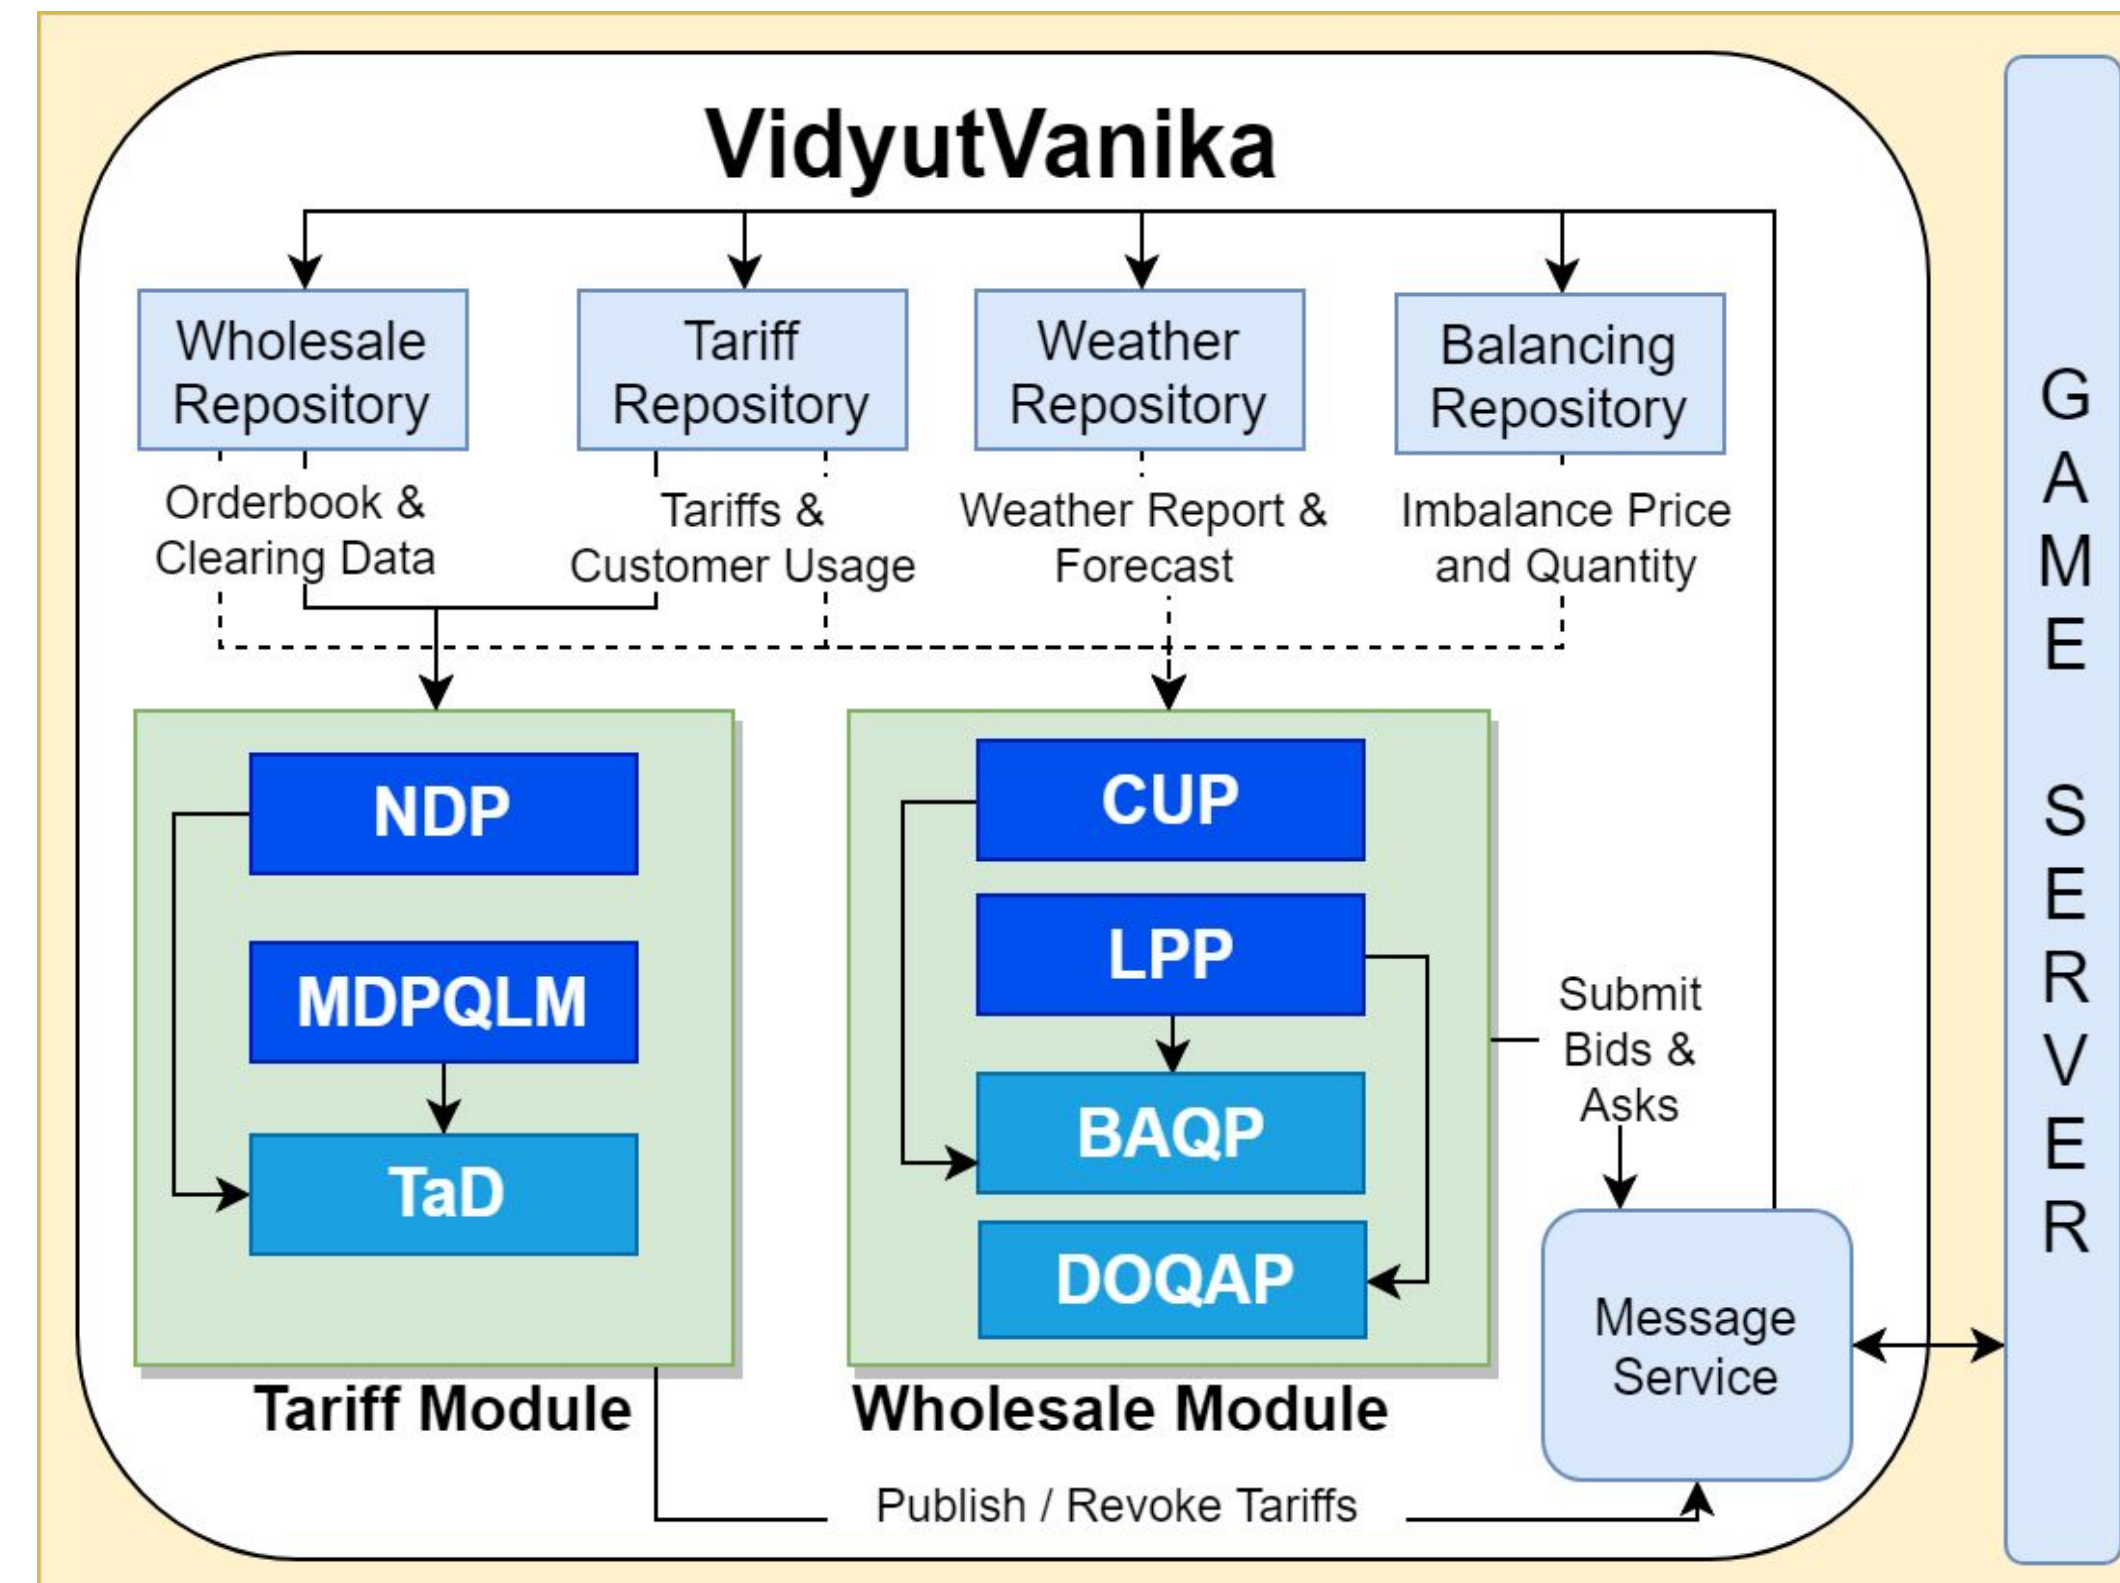 VidyutVanika
Wholesale
Repository
Tariff
Repository
Weather
Repository
Balancing
Repository
Orderbook &
Clearing Data
Tariffs &
Customer Usage
Weather Report &
Forecast
Imbalance Price
and Quantity
NDP
MDPQLM
TaD
Tariff Module
CUP
LPP
BAQP
DOQAP
Wholesale Module
Submit
Bids &
Asks
Message
Service
Publish / Revoke Tariffs
G
A
M
E
S
E
R
V
E
R